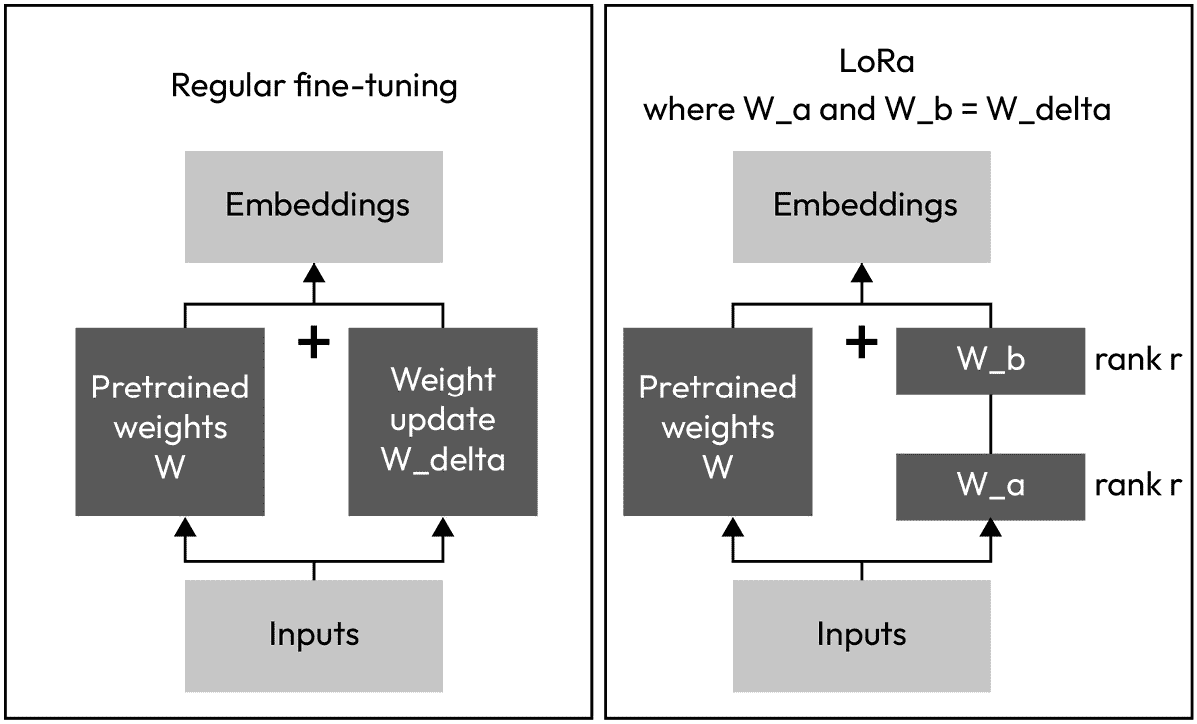 Regular fine-tuning
Embeddings
+
Pretrained
weights
W
Weight
update
W_delta
Inputs
LoRa
where W_a and W_b = W_delta
Embeddings
+
Pretrained
weights
W
W_b
rank r
W_a
rank r
Inputs